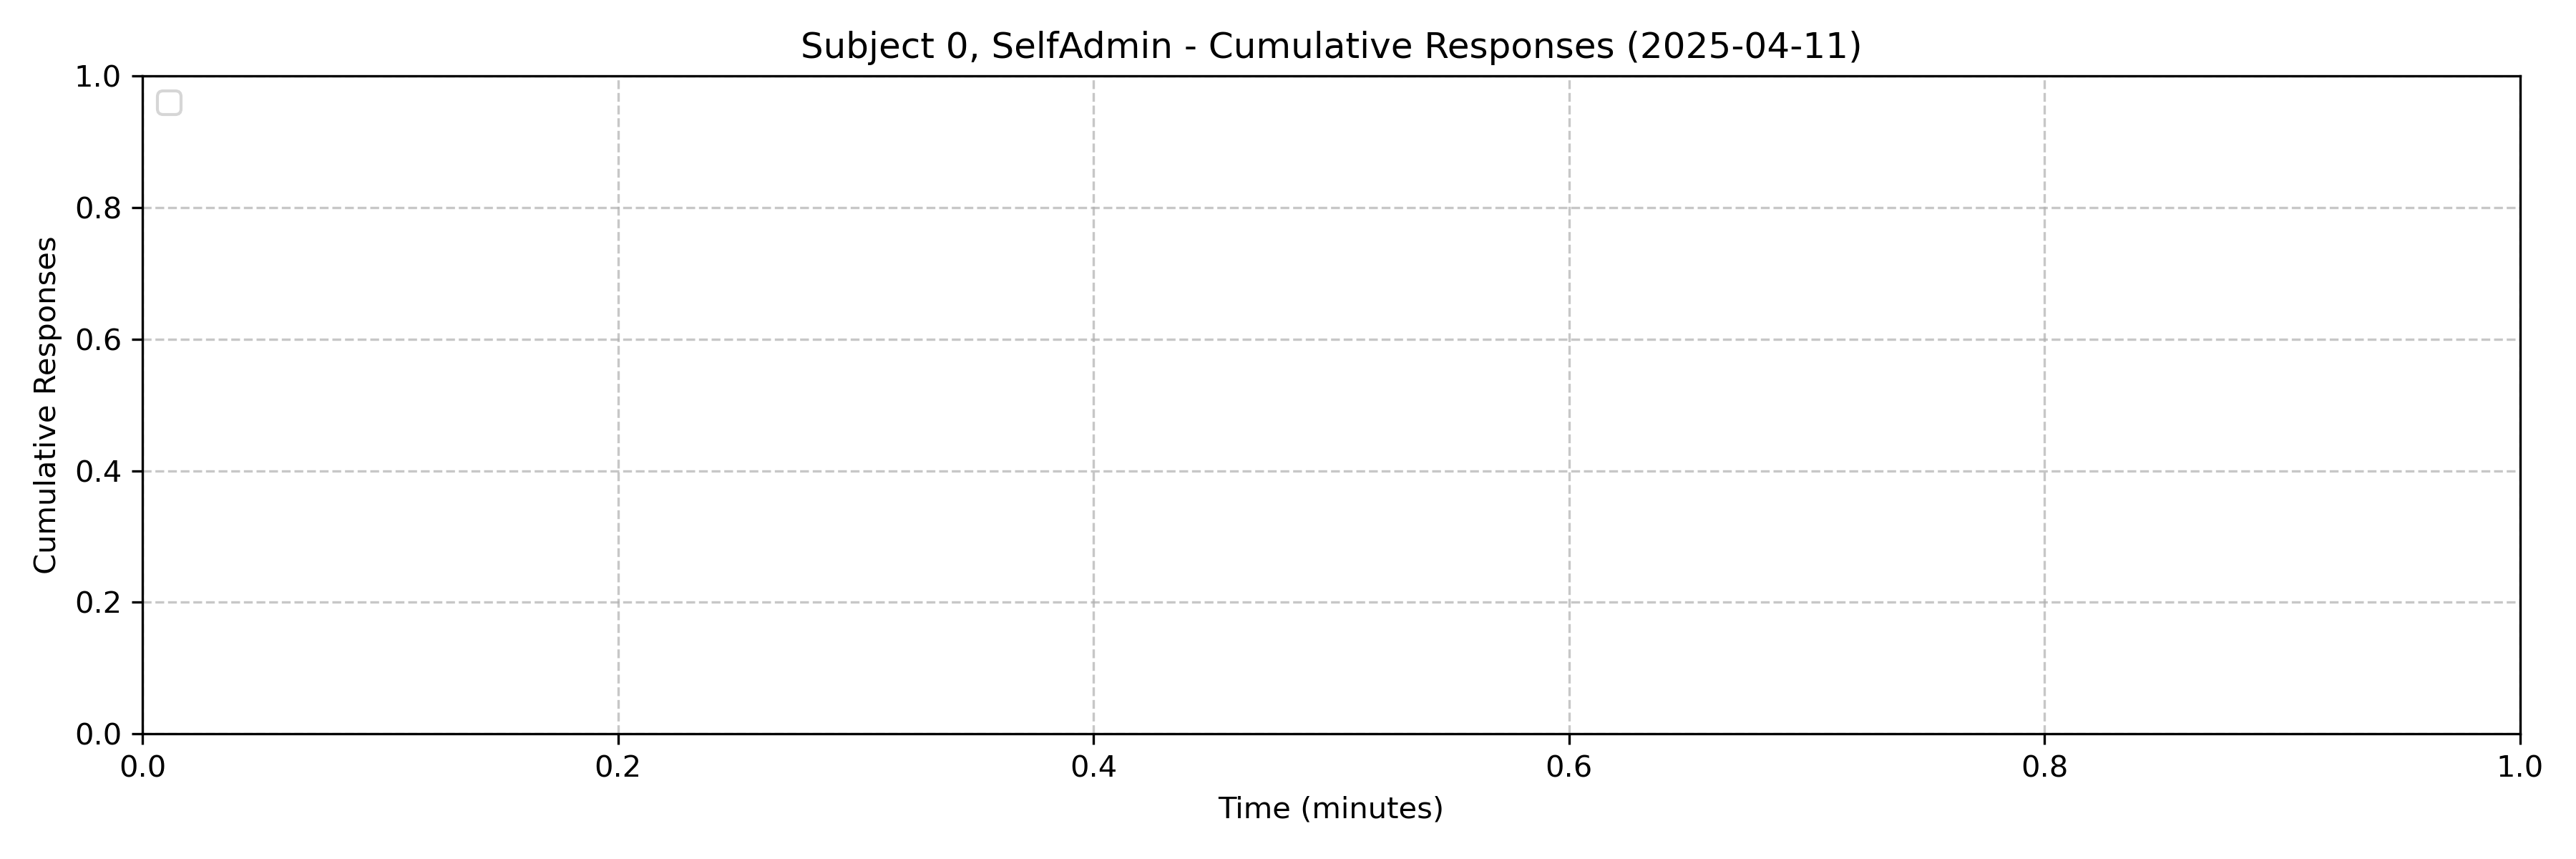 Subject 0, SelfAdmin - Cumulative Responses (2025-04-11)
1.0
0.8
0.6
0.4
0.2
0.0
Cumulative Responses
0.0 0.2 0.4 0.6 0.8 1.0
Time (minutes)